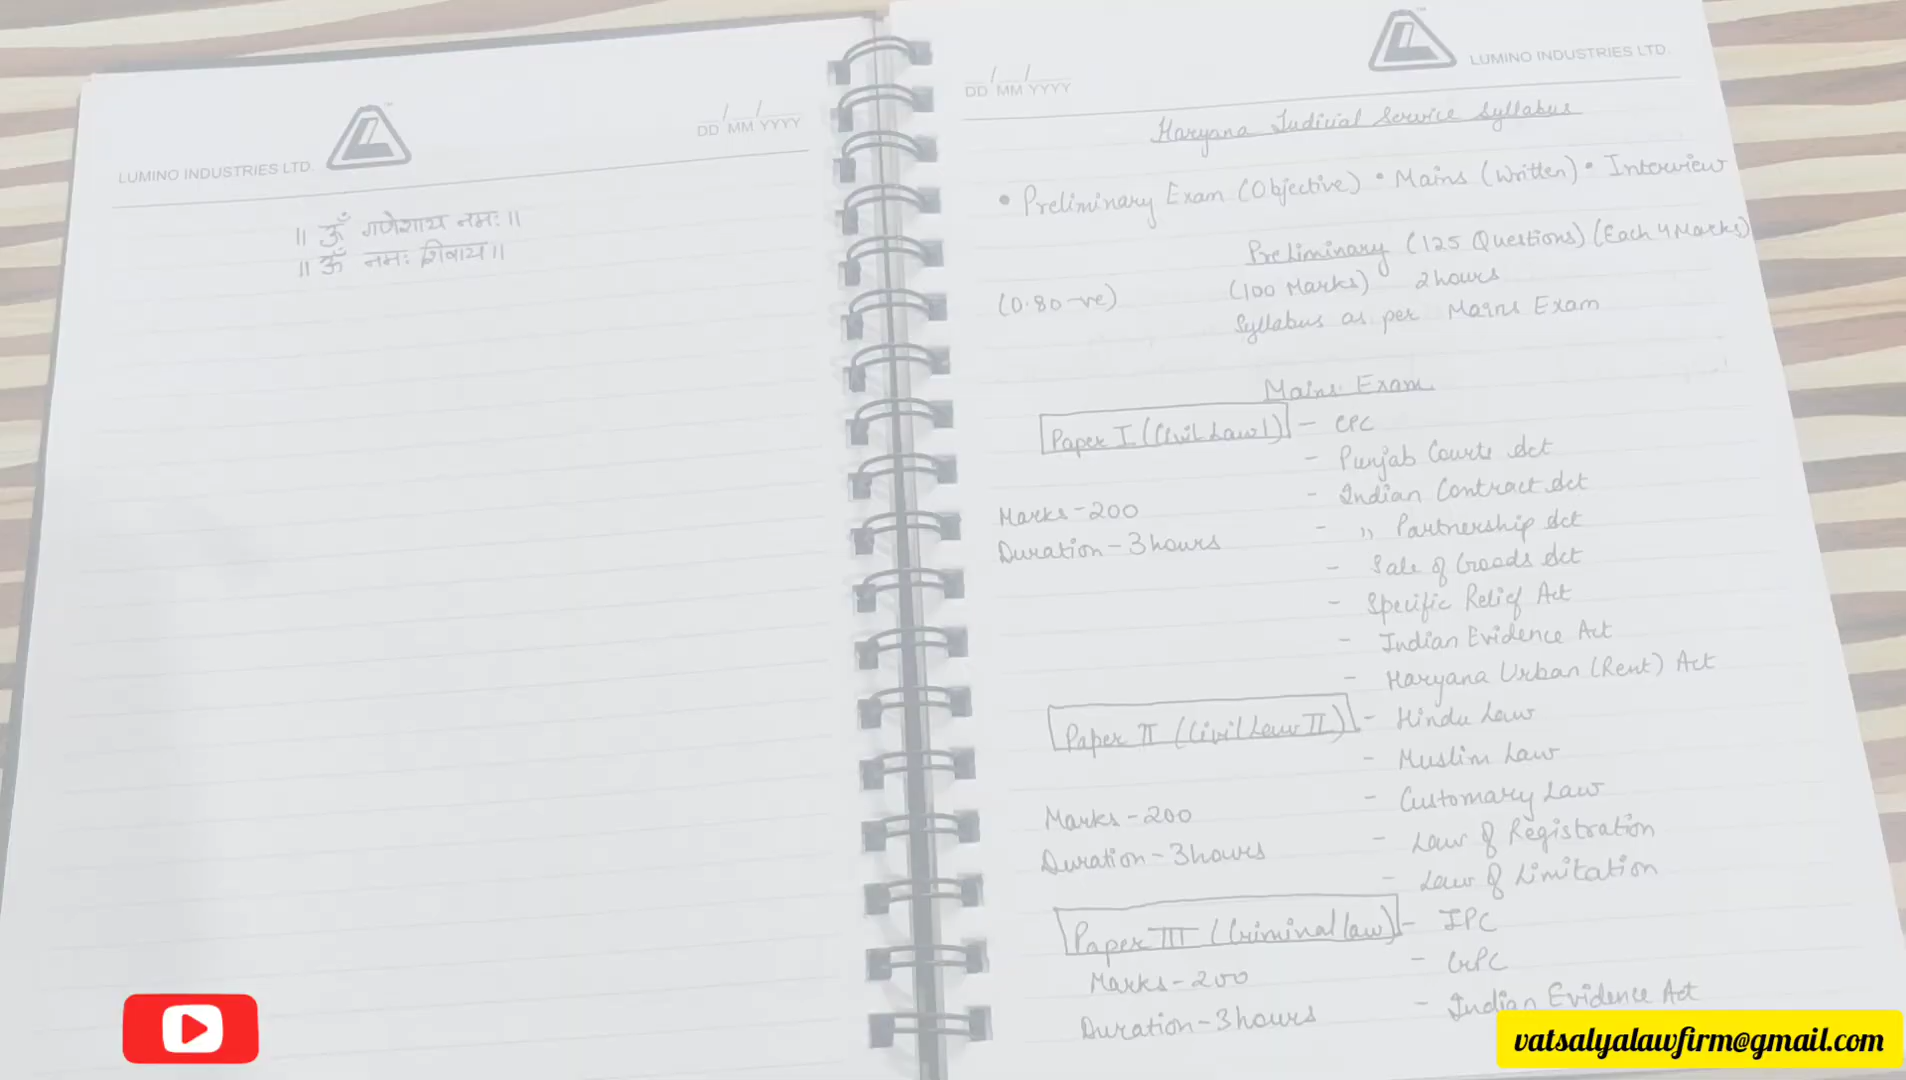 LUMINO INDUSTRIES LTD.
DD / MM / YYYY
|| ॐ गणेशाय नमः ||
|| ॐ नमः शिवाय ||
DD / MM / YYYY
LUMINO INDUSTRIES LTD.
Haryana Judicial Service Syllabus
• Preliminary Exam (Objective) • Mains (Written) • Interview
Preliminary (125 Questions) (Each 4 Marks)
(0.80 -ve) (100 Marks) 2 hours
Syllabus as per Mains Exam
Mains Exam
Paper I (Civil Law I) - CPC
- Punjab Courts Act
- Indian Contract Act
Marks - 200
- " Partnership Act
Duration - 3 hours
- Sale of Goods Act
- Specific Relief Act
- Indian Evidence Act
- Haryana Urban (Rent) Act
Paper II (Civil Law II) - Hindu Law
- Muslim Law
- Customary Law
Marks - 200
- Law of Registration
Duration - 3 hours
- Law of Limitation
Paper III (Criminal law) - IPC
- CrPC
Marks - 200
- Indian Evidence Act
Duration - 3 hours
vatsalyalawfirm@gmail.com